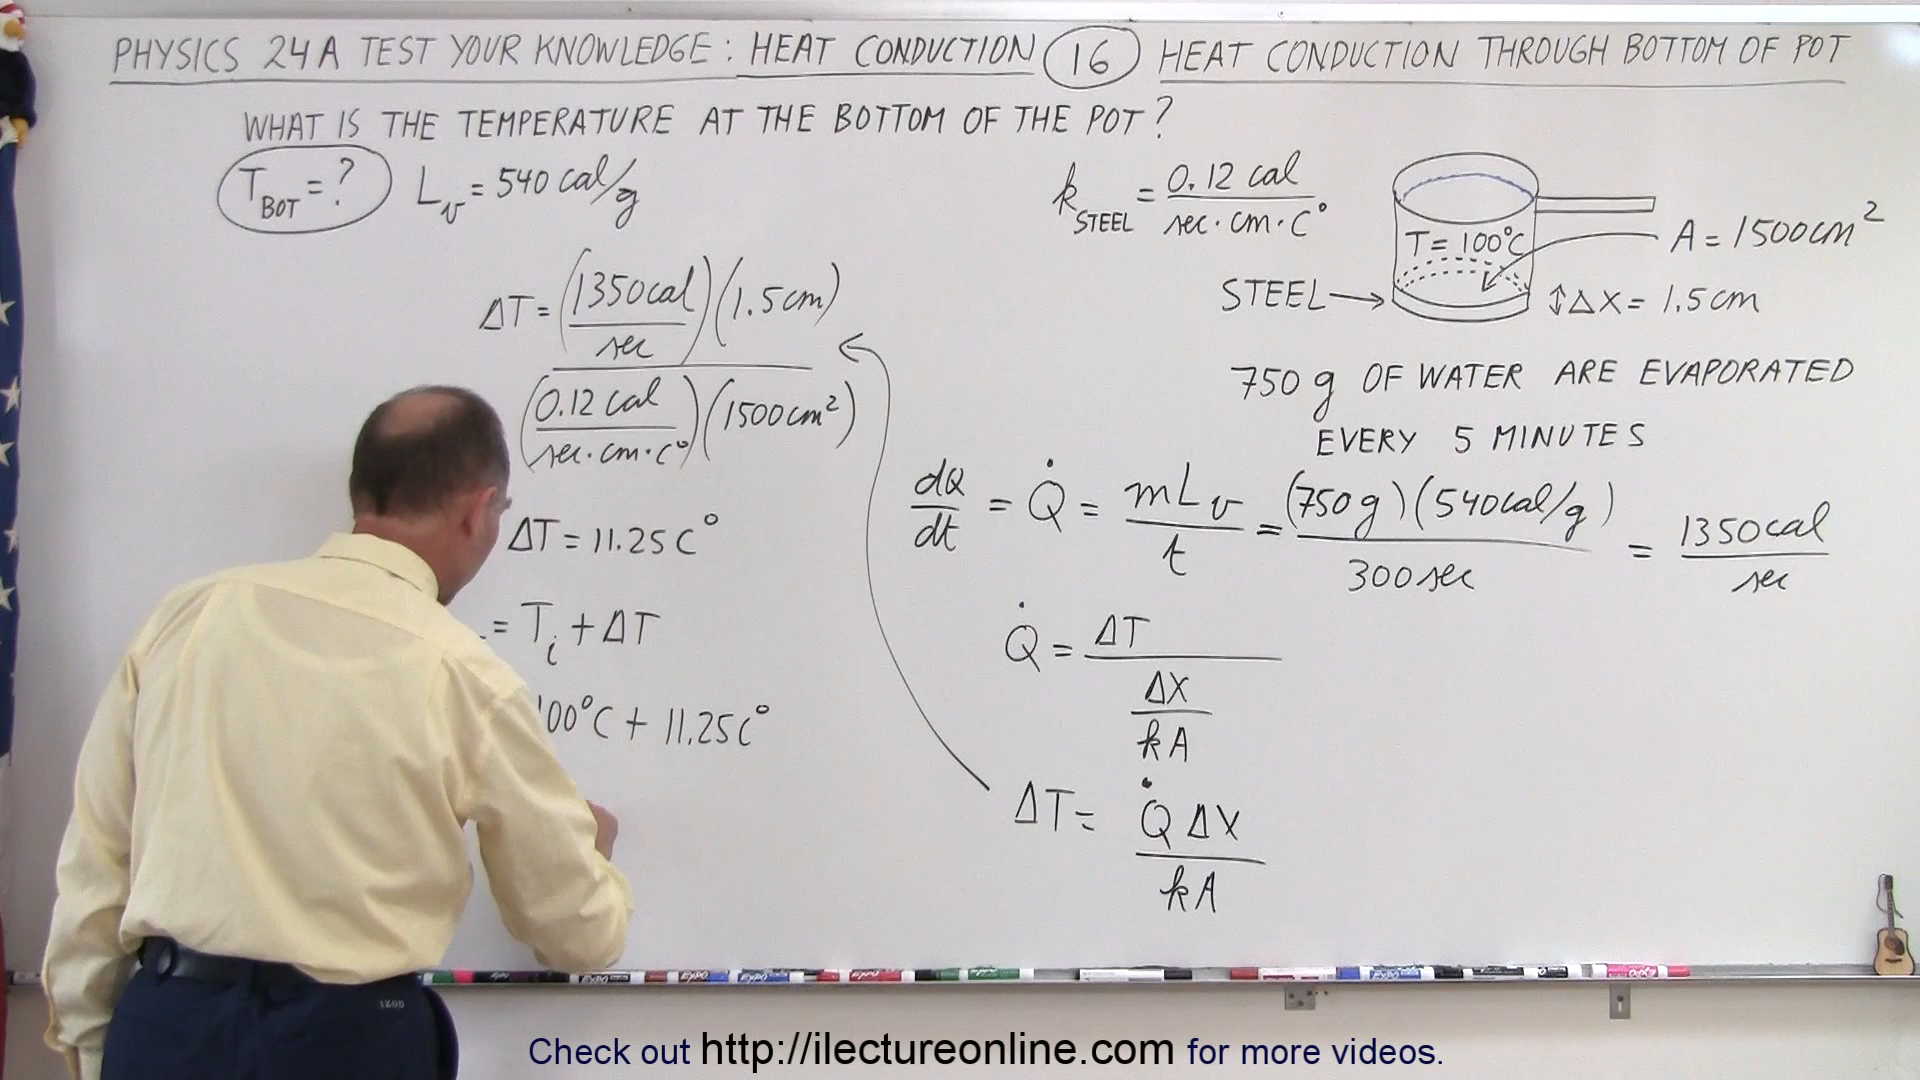 PHYSICS 24A TEST YOUR KNOWLEDGE: HEAT CONDUCTION 16 HEAT CONDUCTION THROUGH BOTTOM OF POT
WHAT IS THE TEMPERATURE AT THE BOTTOM OF THE POT?
T_BOT = ? L_v = 540 cal/g
k_STEEL = 0.12 cal / sec·cm·C°
T = 100°C
A = 1500 cm²
STEEL → ↕ΔX = 1.5 cm
750 g OF WATER ARE EVAPORATED
EVERY 5 MINUTES
dQ/dt = Q̇ = mL_v / t = (750 g)(540 cal/g) / 300 sec = 1350 cal / sec
Q̇ = ΔT / (ΔX / kA)
ΔT = Q̇ ΔX / kA
ΔT = (1350 cal / sec)(1.5 cm) / (0.12 cal / sec·cm·C°)(1500 cm²)
ΔT = 11.25 C°
= T_i + ΔT
100°C + 11.25 C°
EXPO
IZOD
Check out http://ilectureonline.com for more videos.